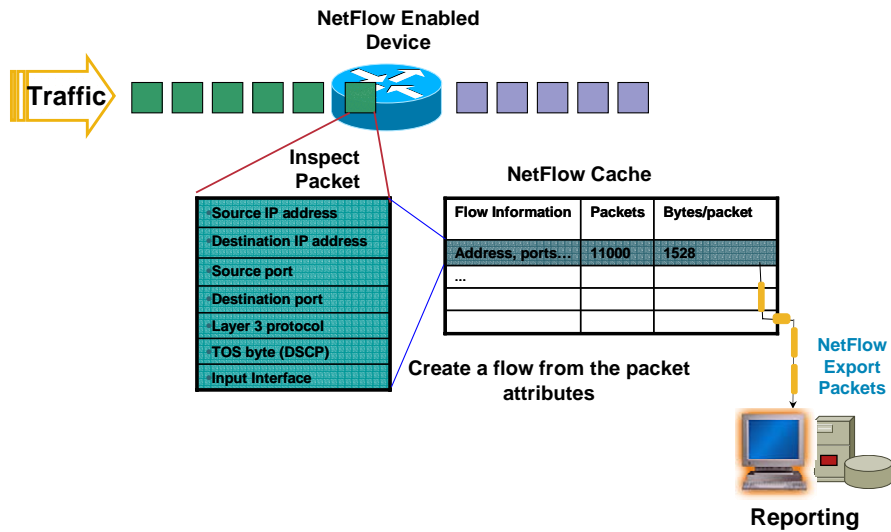 NetFlow Enabled
Device
Traffic
Inspect
Packet
•Source IP address
•Destination IP address
•Source port
•Destination port
•Layer 3 protocol
•TOS byte (DSCP)
•Input Interface
NetFlow Cache
Flow Information Packets Bytes/packet
Address, ports… 11000 1528
...
Create a flow from the packet
attributes
NetFlow
Export
Packets
Reporting